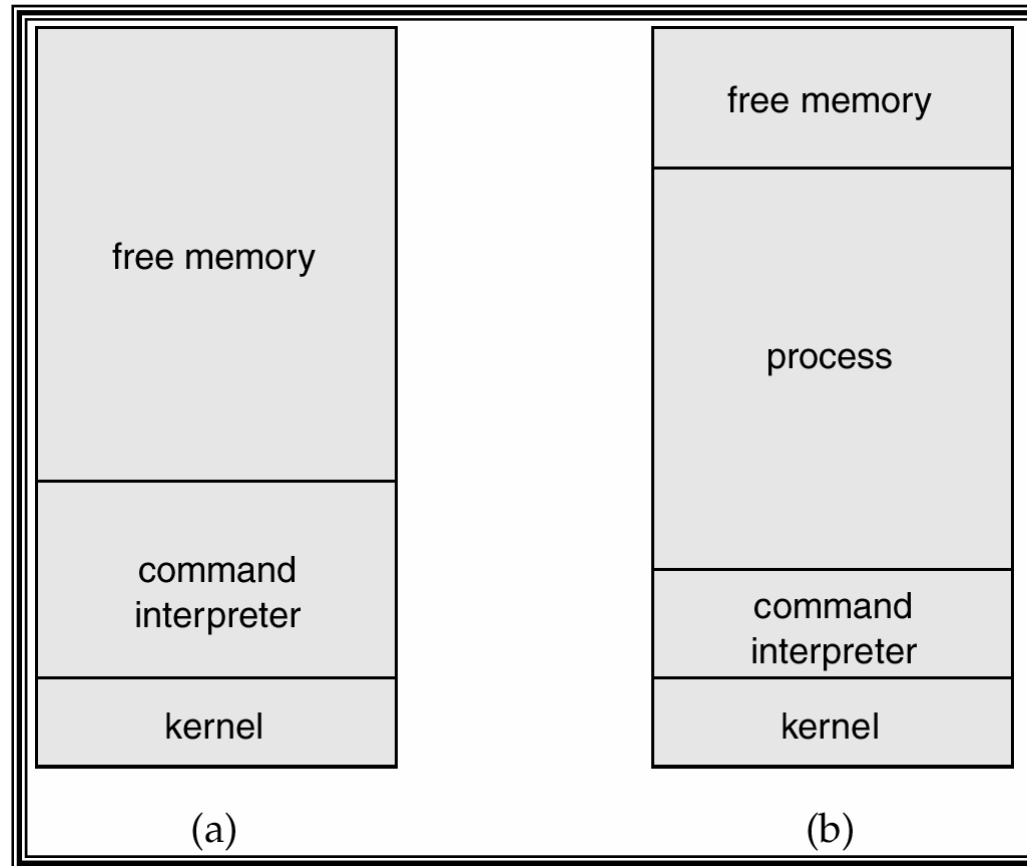 free memory
command
interpreter
kernel
(a)
free memory
process
command
interpreter
kernel
(b)